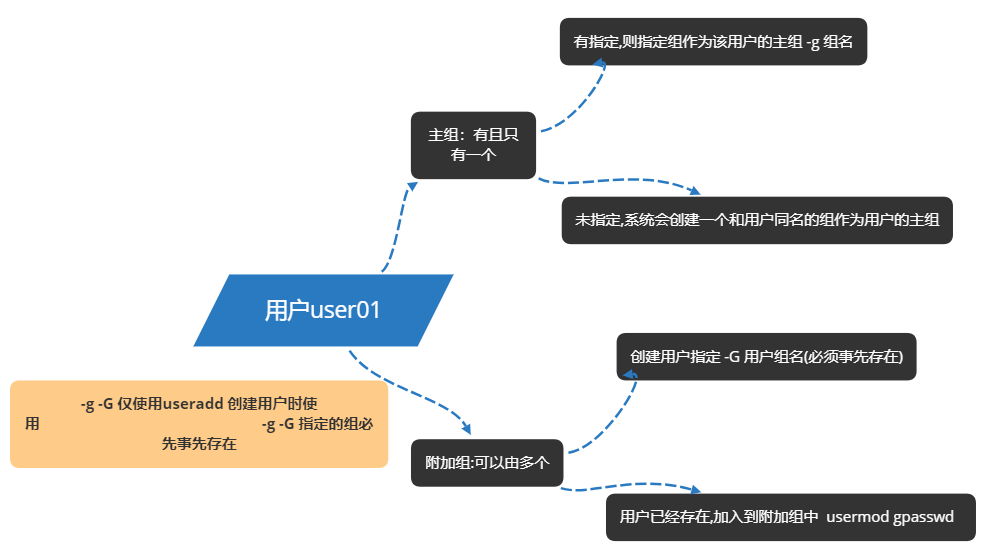 有指定,则指定组作为该用户的主组 -g 组名
主组：有且只
有一个
未指定,系统会创建一个和用户同名的组作为用户的主组
用户user01
创建用户指定 -G 用户组名(必须事先存在)
-g -G 仅使用useradd 创建用户时使
用 -g -G 指定的组必
先事先存在
附加组:可以由多个
用户已经存在,加入到附加组中 usermod gpasswd